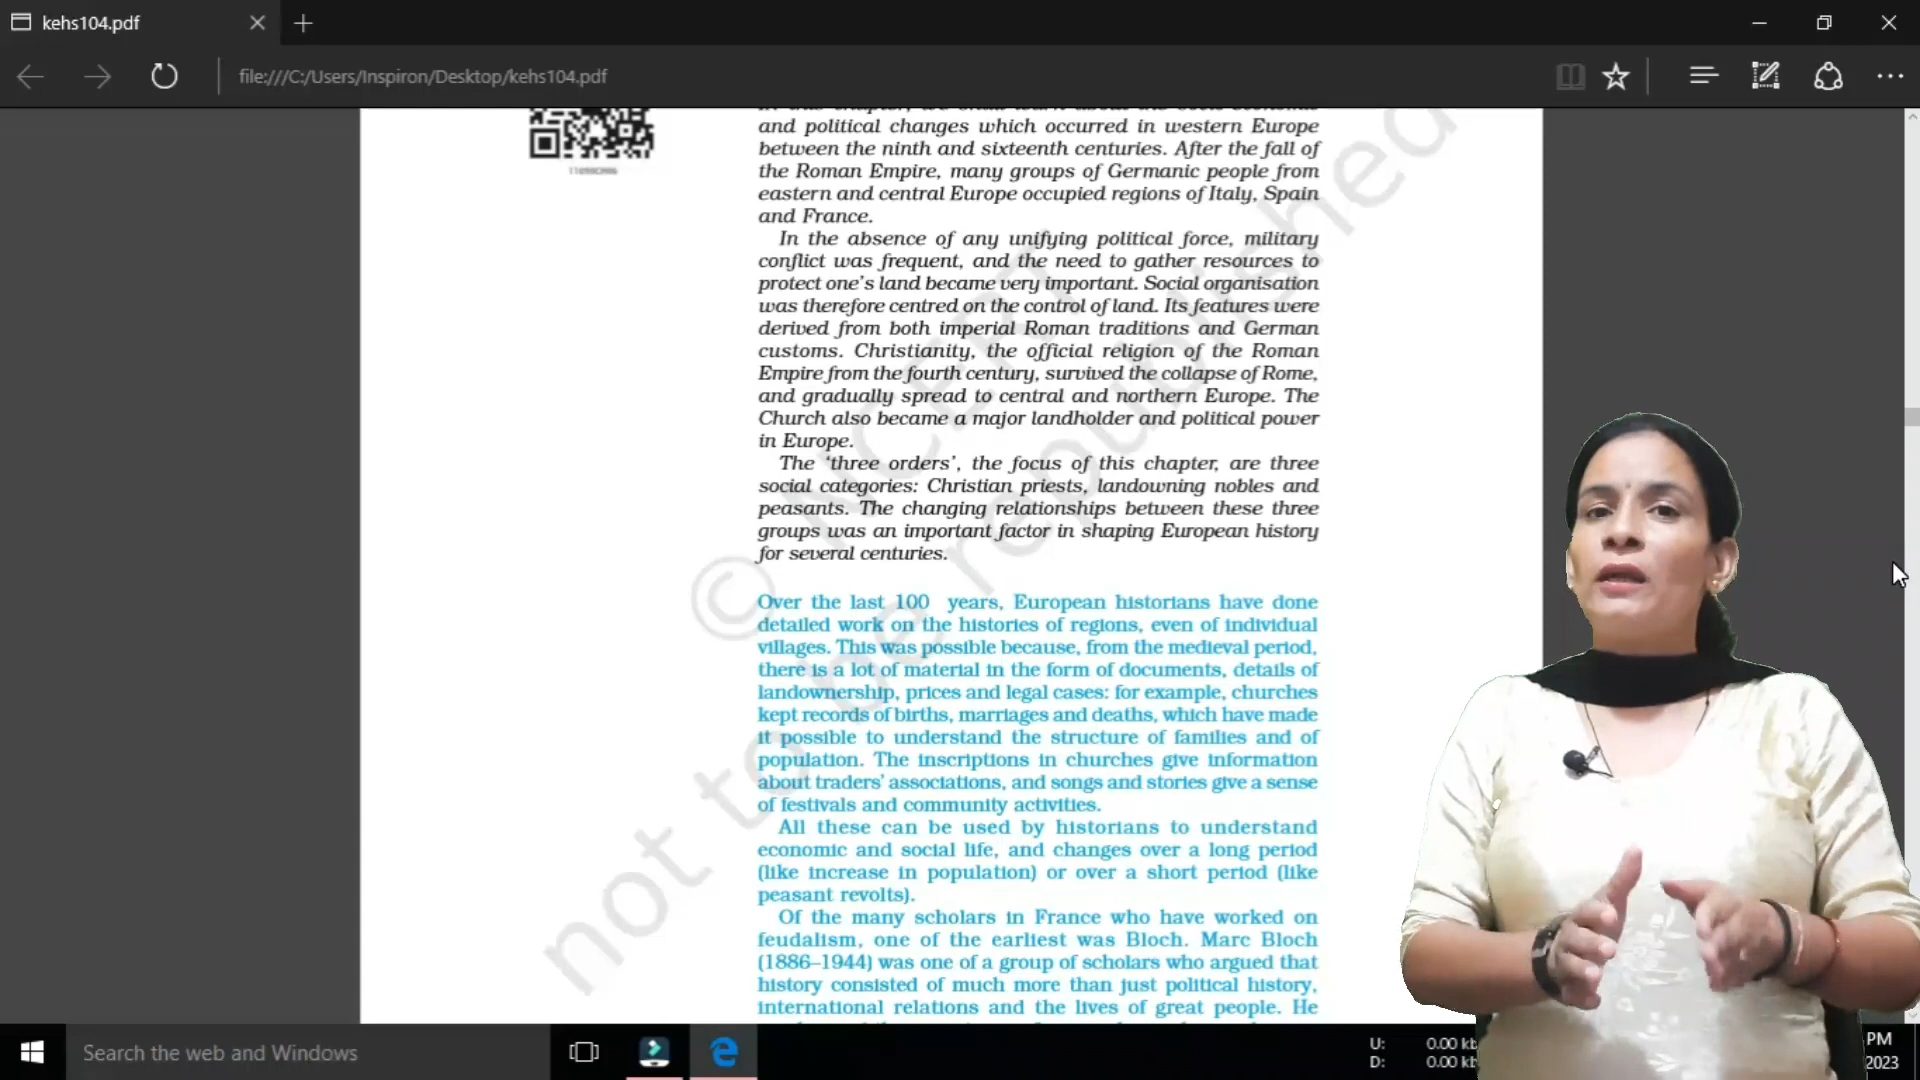 kehs104.pdf
file:///C:/Users/Inspiron/Desktop/kehs104.pdf
and political changes which occurred in western Europe
between the ninth and sixteenth centuries. After the fall of
the Roman Empire, many groups of Germanic people from
eastern and central Europe occupied regions of Italy, Spain
and France.
In the absence of any unifying political force, military
conflict was frequent, and the need to gather resources to
protect one's land became very important. Social organisation
was therefore centred on the control of land. Its features were
derived from both imperial Roman traditions and German
customs. Christianity, the official religion of the Roman
Empire from the fourth century, survived the collapse of Rome,
and gradually spread to central and northern Europe. The
Church also became a major landholder and political power
in Europe.
The 'three orders', the focus of this chapter, are three
social categories: Christian priests, landowning nobles and
peasants. The changing relationships between these three
groups was an important factor in shaping European history
for several centuries.
Over the last 100 years, European historians have done
detailed work on the histories of regions, even of individual
villages. This was possible because, from the medieval period,
there is a lot of material in the form of documents, details of
landownership, prices and legal cases: for example, churches
kept records of births, marriages and deaths, which have made
it possible to understand the structure of families and of
population. The inscriptions in churches give information
about traders' associations, and songs and stories give a sense
of festivals and community activities.
All these can be used by historians to understand
economic and social life, and changes over a long period
(like increase in population) or over a short period (like
peasant revolts).
Of the many scholars in France who have worked on
feudalism, one of the earliest was Bloch. Marc Bloch
(1886–1944) was one of a group of scholars who argued that
history consisted of much more than just political history,
international relations and the lives of great people. He
© NCERT
not to be republished
Search the web and Windows
U: 0.00 kb
D: 0.00 kb
PM
2023